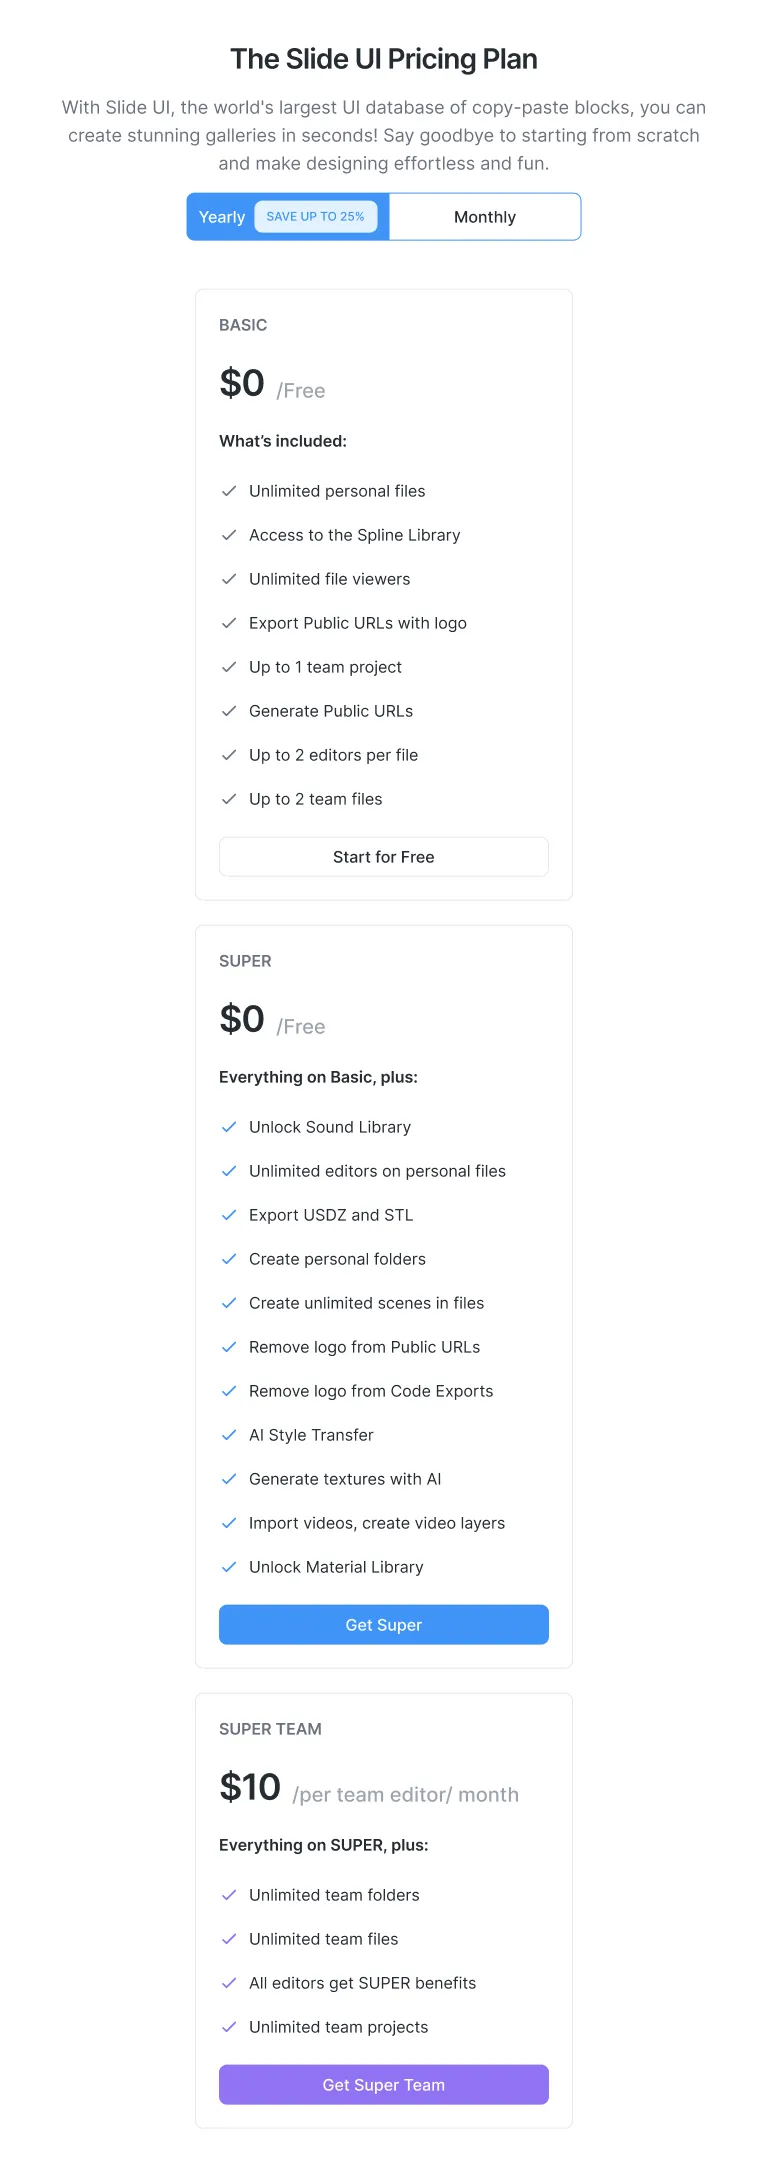 The Slide UI Pricing Plan
With Slide UI, the world's largest UI database of copy-paste blocks, you can
create stunning galleries in seconds! Say goodbye to starting from scratch
and make designing effortless and fun.
Yearly SAVE UP TO 25% Monthly
BASIC
$0 /Free
What’s included:
Unlimited personal files
Access to the Spline Library
Unlimited file viewers
Export Public URLs with logo
Up to 1 team project
Generate Public URLs
Up to 2 editors per file
Up to 2 team files
Start for Free
SUPER
$0 /Free
Everything on Basic, plus:
Unlock Sound Library
Unlimited editors on personal files
Export USDZ and STL
Create personal folders
Create unlimited scenes in files
Remove logo from Public URLs
Remove logo from Code Exports
AI Style Transfer
Generate textures with AI
Import videos, create video layers
Unlock Material Library
Get Super
SUPER TEAM
$10 /per team editor/ month
Everything on SUPER, plus:
Unlimited team folders
Unlimited team files
All editors get SUPER benefits
Unlimited team projects
Get Super Team